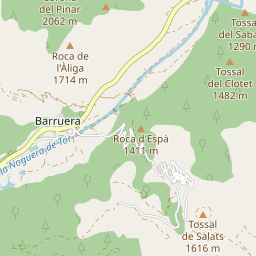 del Pinar
2062 m
Tossal
del Saba
1290 m
Roca de
l'Àliga
1714 m
Tossal
del Clotet
1482 m
Barruera
la Noguera de Tor
Roca d'Espà
1411 m
Tossal
de Salats
1616 m